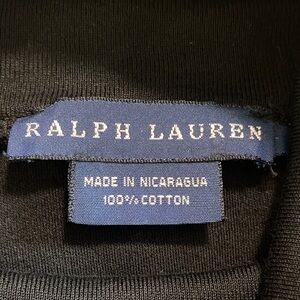 RALPH LAUREN
MADE IN NICARAGUA
100% COTTON